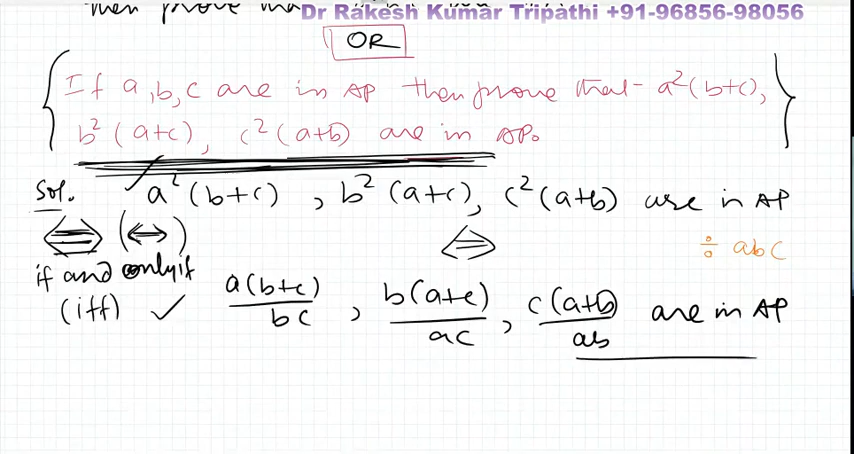 then prove
Dr Rakesh Kumar Tripathi +91-96856-98056
OR
If a, b, c are in AP then prove that - a²(b+c),
b²(a+c), c²(a+b) are in AP.
Sol. a²(b+c), b²(a+c), c²(a+b) are in AP
⇔ (↔) ⇔ ÷ abc
if and only if
(iff) ✓ a(b+c)/bc, b(a+c)/ac, c(a+b)/ab are in AP